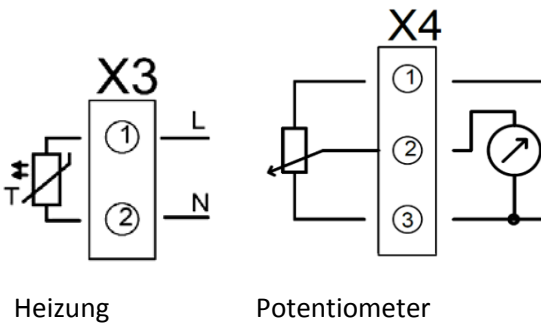 X3
1 L
T
2 N
Heizung
X4
1
2
3
Potentiometer